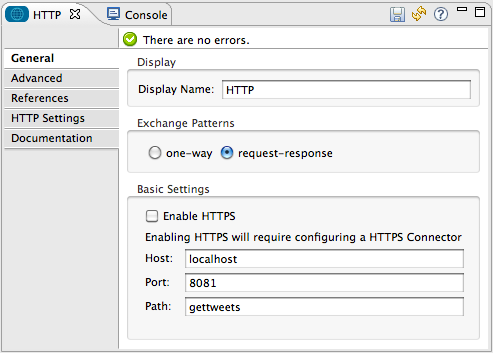 HTTP Console
There are no errors.
General
Advanced
References
HTTP Settings
Documentation
Display
Display Name: HTTP
Exchange Patterns
one-way request-response
Basic Settings
Enable HTTPS
Enabling HTTPS will require configuring a HTTPS Connector
Host: localhost
Port: 8081
Path: gettweets